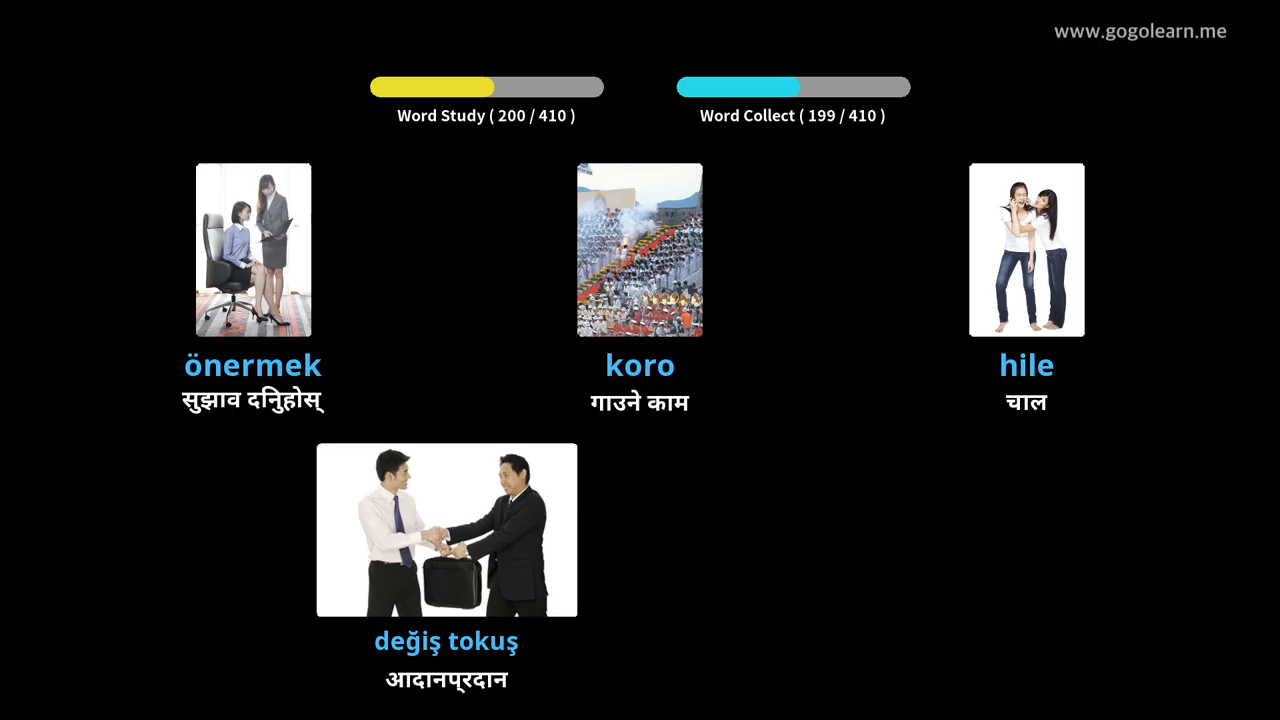 www.gogolearn.me
Word Study ( 200 / 410 )
Word Collect ( 199 / 410 )
önermek
सुझाव दनुिहोस्
koro
गाउने काम
hile
चाल
değiş tokuş
आदानप्रदान